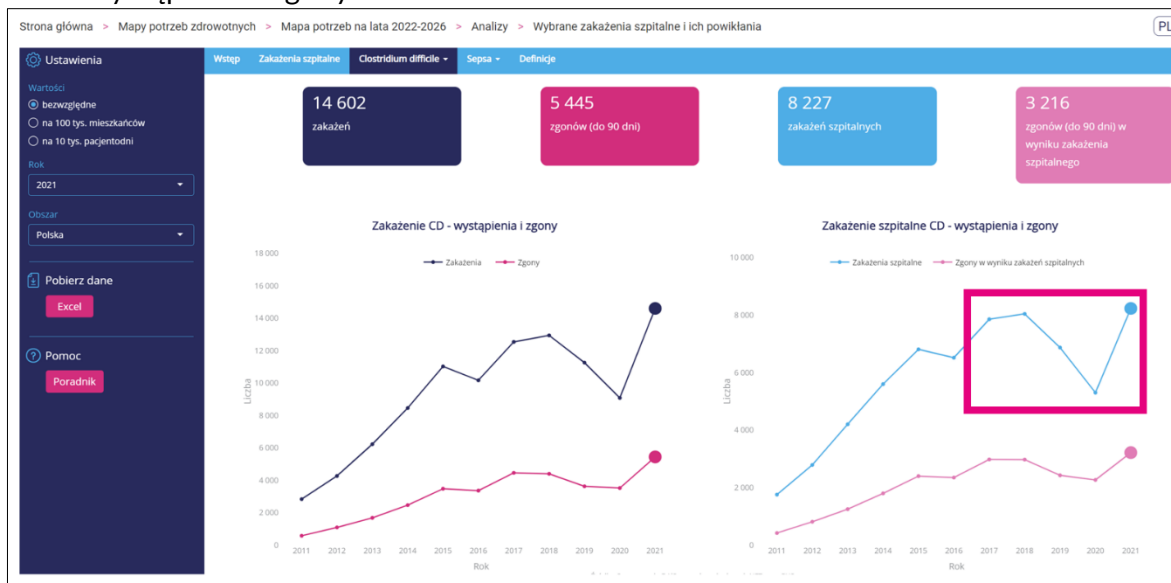 Strona główna > Mapy potrzeb zdrowotnych > Mapa potrzeb na lata 2022-2026 > Analizy > Wybrane zakażenia szpitalne i ich powikłania
PL
Ustawienia
Wstęp Zakażenia szpitalne Clostridium difficile Sepsa Definicje
Wartości
bezwzględne
na 100 tys. mieszkańców
na 10 tys. pacjentodni
Rok
2021
Obszar
Polska
Pobierz dane
Excel
Pomoc
Poradnik
14 602
zakażeń
5 445
zgonów (do 90 dni)
8 227
zakażeń szpitalnych
3 216
zgonów (do 90 dni) w
wyniku zakażenia
szpitalnego
Zakażenie CD - wystąpienia i zgony
Zakażenia Zgony
18 000
16 000
14 000
12 000
10 000
8 000
6 000
4 000
2 000
0
Liczba
2011 2012 2013 2014 2015 2016 2017 2018 2019 2020 2021
Rok
Zakażenie szpitalne CD - wystąpienia i zgony
Zakażenia szpitalne Zgony w wyniku zakażeń szpitalnych
10 000
8 000
6 000
4 000
2 000
0
Liczba
2011 2012 2013 2014 2015 2016 2017 2018 2019 2020 2021
Rok